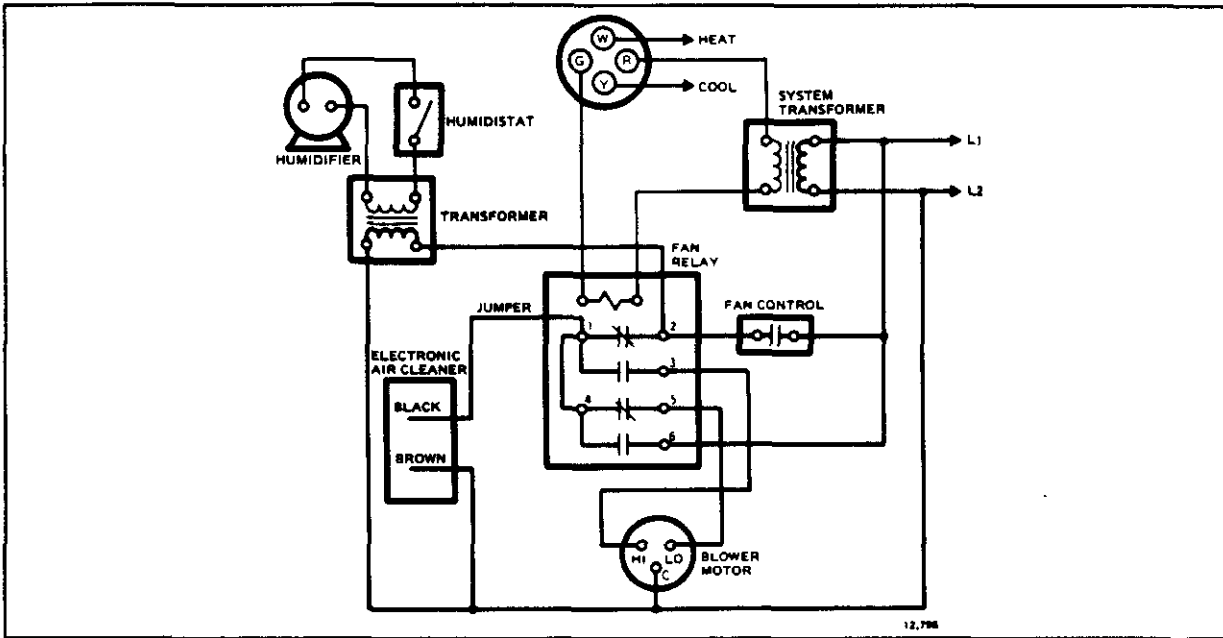 W
HEAT
G
R
Y
COOL
SYSTEM
TRANSFORMER
HUMIDISTAT
L1
HUMIDIFIER
L2
TRANSFORMER
FAN
RELAY
JUMPER
FAN CONTROL
1
2
ELECTRONIC
AIR CLEANER
3
BLACK
4
5
6
BROWN
HI
LO
BLOWER
MOTOR
C
12,796